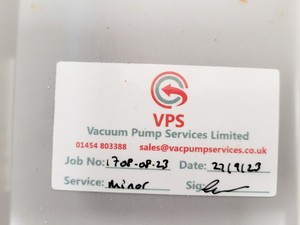 VPS
Vacuum Pump Services Limited
01454 803388 sales@vacpumpservices.co.uk
Job No: 1708-08-23 Date: 22/9/23
Service: Minor Sig: